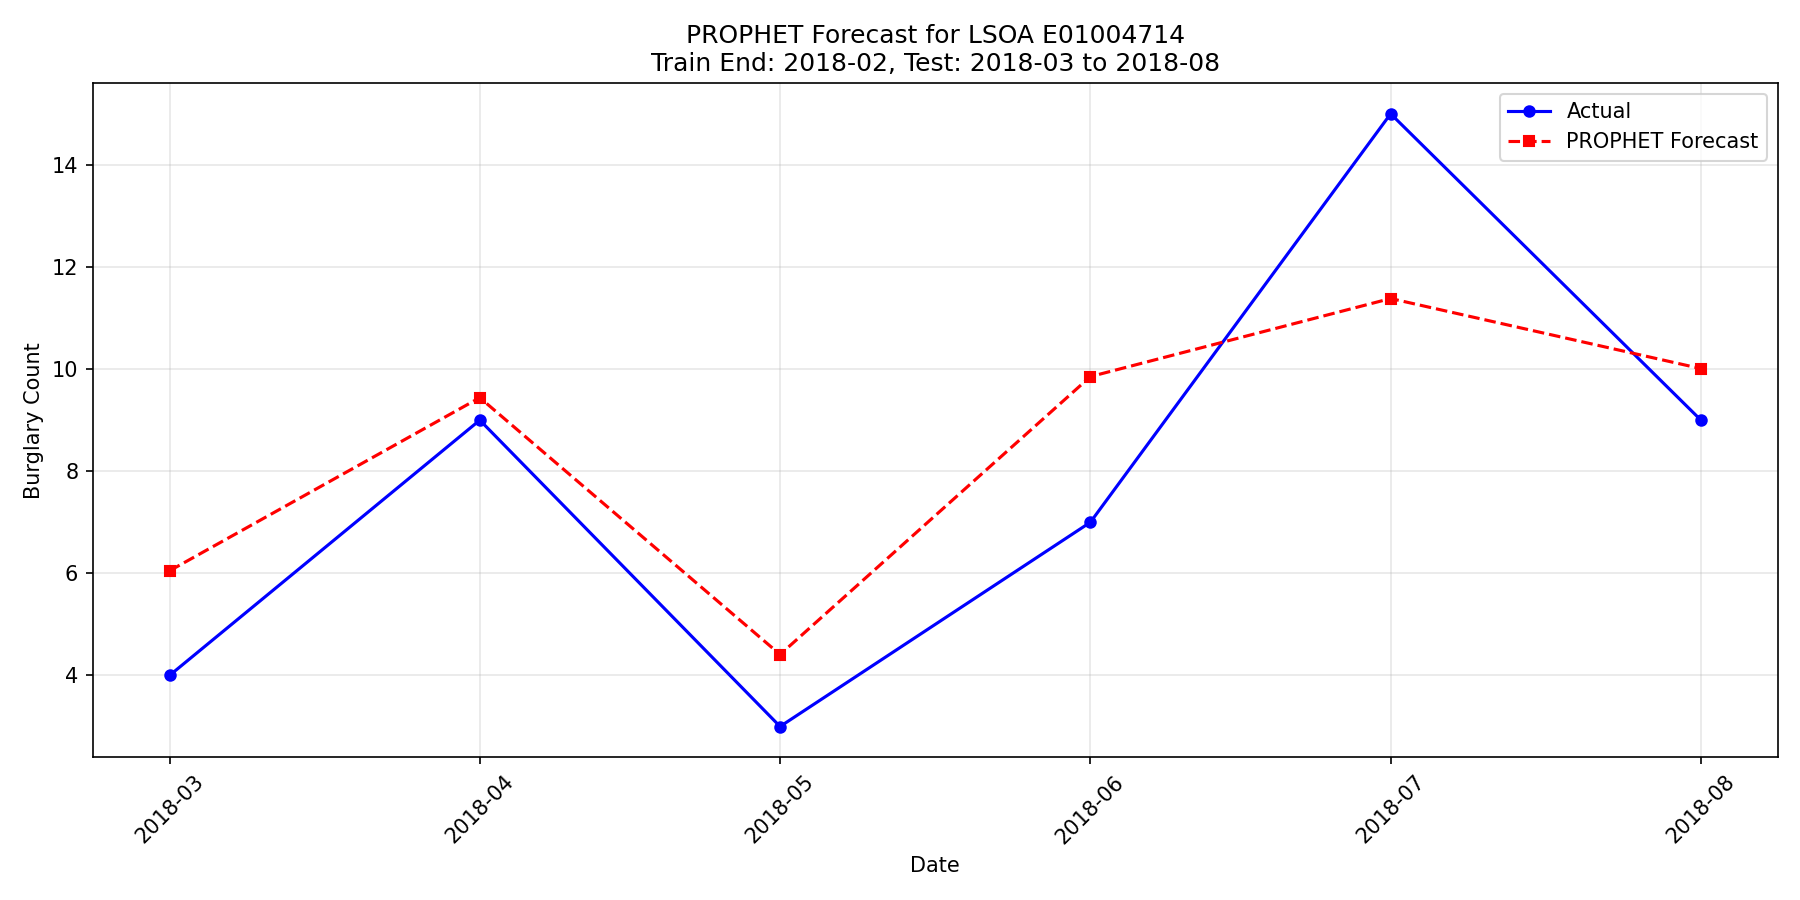 PROPHET Forecast for LSOA E01004714
Train End: 2018-02, Test: 2018-03 to 2018-08
Actual
PROPHET Forecast
Burglary Count
14
12
10
8
6
4
2018-03
2018-04
2018-05
2018-06
2018-07
2018-08
Date